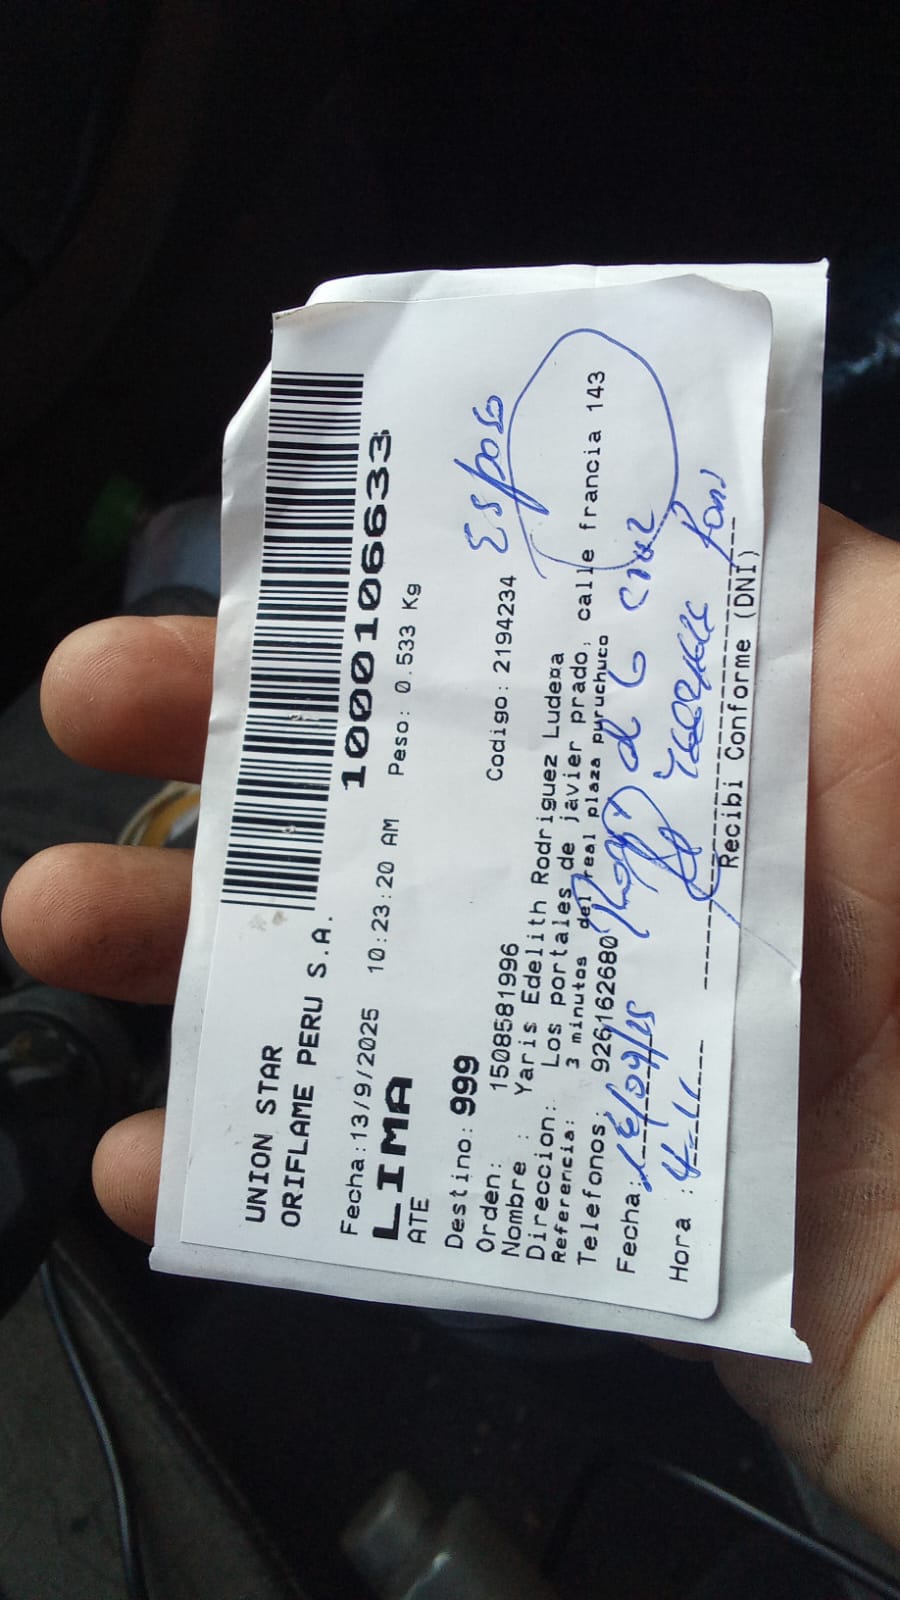 UNION STAR
ORIFLAME PERU S.A.
1000106633
Fecha:13/9/2025 10:23:20 AM Peso: 0.533 Kg
LIMA
ATE
Destino: 999
Orden: 1508581996 Codigo: 2194234 Esposo
Nombre : Yaris Edelith Rodriguez Ludeña
Direccion: Los portales de javier prado, calle francia 143
Referencia: 3 minutos del real plaza puruchuco
Telefonos: 926162680
Fecha:
Hora :
Recibi Conforme (DNI)